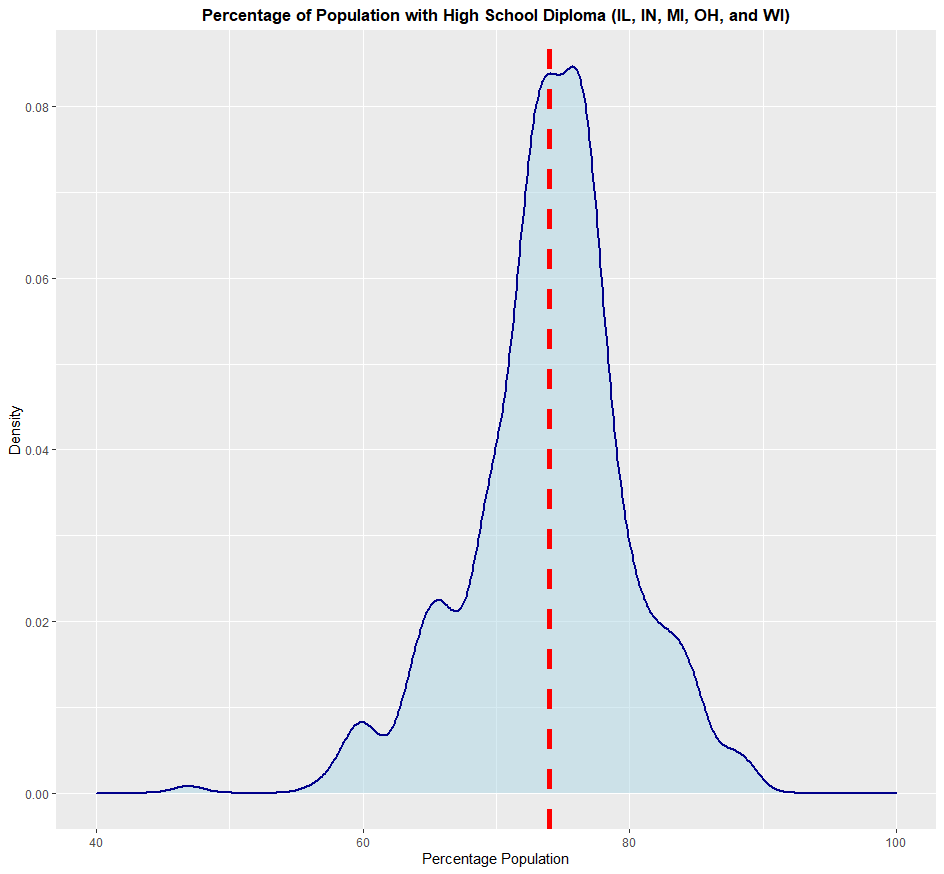 Percentage of Population with High School Diploma (IL, IN, MI, OH, and WI)
0.08
0.06
Density
0.04
0.02
0.00
40 60 80 100
Percentage Population